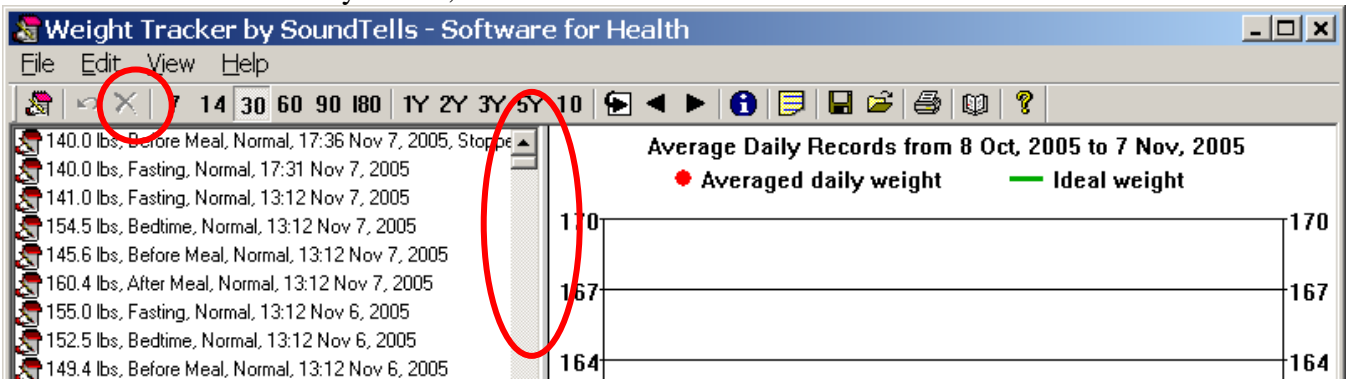 Weight Tracker by SoundTells - Software for Health
File Edit View Help
7 14 30 60 90 180 1Y 2Y 3Y 5Y 10
140.0 lbs, Before Meal, Normal, 17:36 Nov 7, 2005, Stoppe
140.0 lbs, Fasting, Normal, 17:31 Nov 7, 2005
141.0 lbs, Fasting, Normal, 13:12 Nov 7, 2005
154.5 lbs, Bedtime, Normal, 13:12 Nov 7, 2005
145.6 lbs, Before Meal, Normal, 13:12 Nov 7, 2005
160.4 lbs, After Meal, Normal, 13:12 Nov 7, 2005
155.0 lbs, Fasting, Normal, 13:12 Nov 6, 2005
152.5 lbs, Bedtime, Normal, 13:12 Nov 6, 2005
149.4 lbs, Before Meal, Normal, 13:12 Nov 6, 2005
Average Daily Records from 8 Oct, 2005 to 7 Nov, 2005
Averaged daily weight Ideal weight
170 170
167 167
164 164